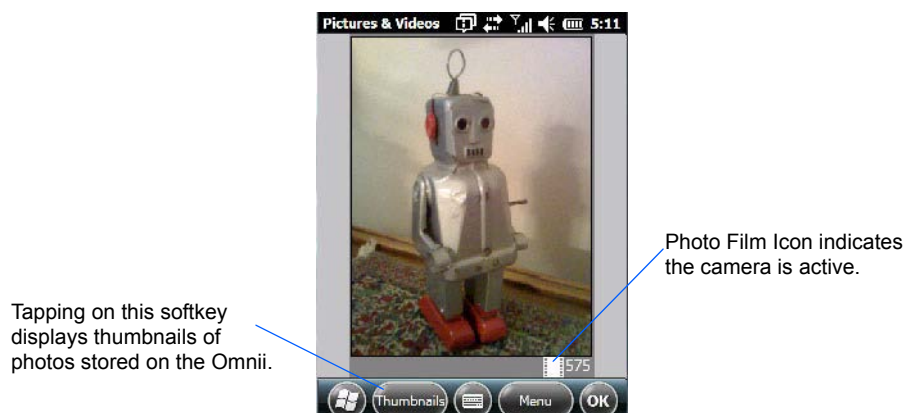 Pictures & Videos 5:11
Photo Film Icon indicates
the camera is active.
575
Tapping on this softkey
displays thumbnails of
photos stored on the Omnii.
Thumbnails Menu OK